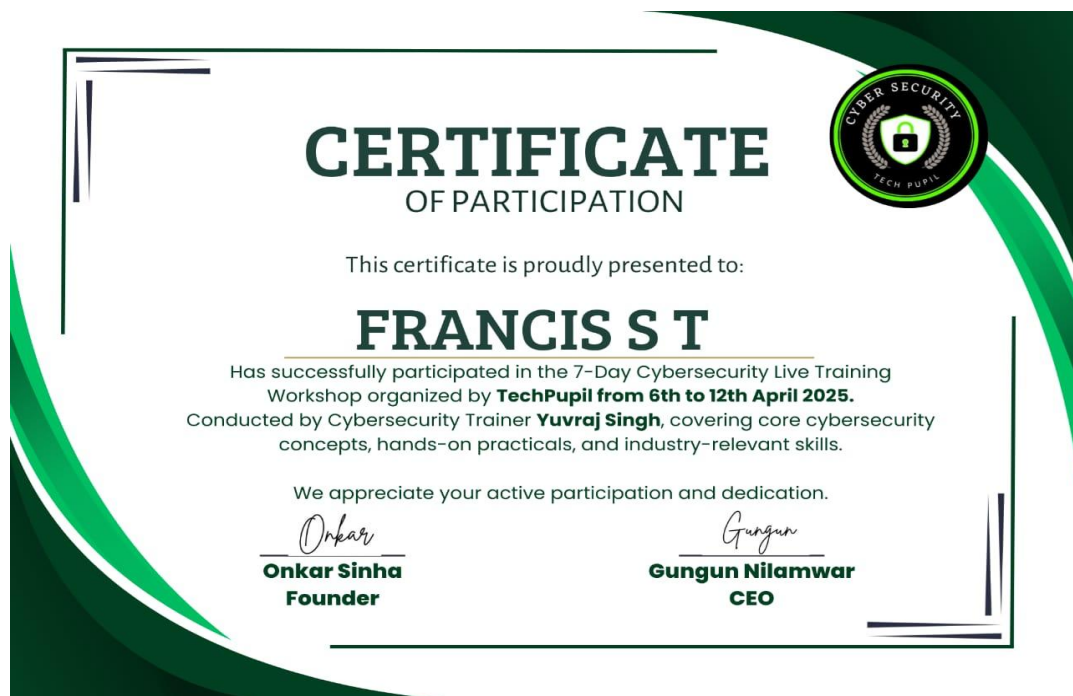 CYBER SECURITY
TECH PUPIL
CERTIFICATE
OF PARTICIPATION
This certificate is proudly presented to:
FRANCIS S T
Has successfully participated in the 7-Day Cybersecurity Live Training
Workshop organized by TechPupil from 6th to 12th April 2025.
Conducted by Cybersecurity Trainer Yuvraj Singh, covering core cybersecurity
concepts, hands-on practicals, and industry-relevant skills.
We appreciate your active participation and dedication.
Onkar
Gungun
Onkar Sinha
Gungun Nilamwar
Founder
CEO